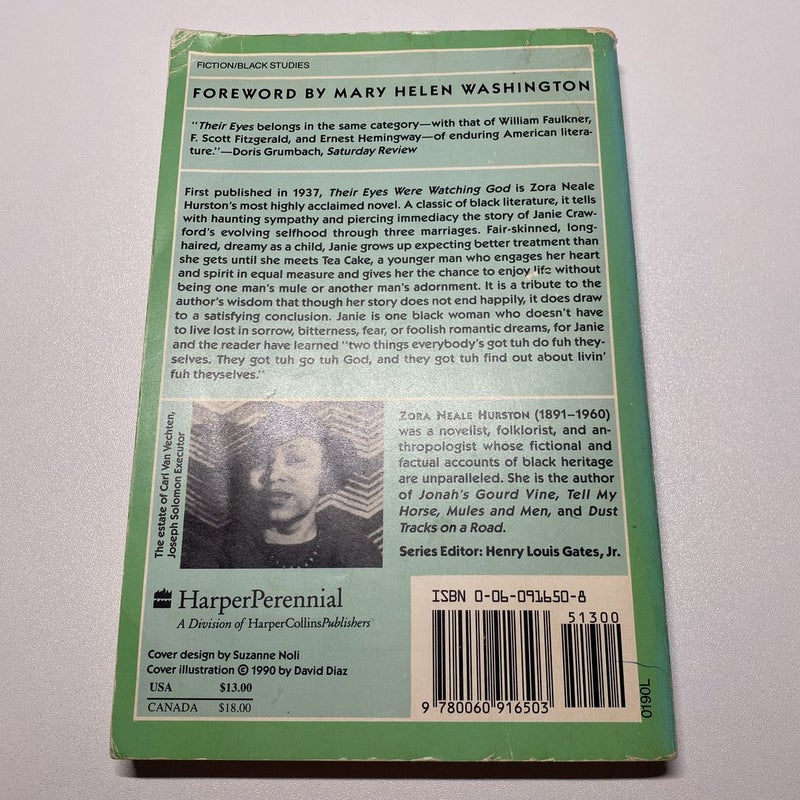 FICTION/BLACK STUDIES
FOREWORD BY MARY HELEN WASHINGTON
"Their Eyes belongs in the same category—with that of William Faulkner,
F. Scott Fitzgerald, and Ernest Hemingway—of enduring American litera-
ture."—Doris Grumbach, Saturday Review
First published in 1937, Their Eyes Were Watching God is Zora Neale
Hurston's most highly acclaimed novel. A classic of black literature, it tells
with haunting sympathy and piercing immediacy the story of Janie Craw-
ford's evolving selfhood through three marriages. Fair-skinned, long-
haired, dreamy as a child, Janie grows up expecting better treatment than
she gets until she meets Tea Cake, a younger man who engages her heart
and spirit in equal measure and gives her the chance to enjoy life without
being one man's mule or another man's adornment. It is a tribute to the
author's wisdom that though her story does not end happily, it does draw
to a satisfying conclusion. Janie is one black woman who doesn't have
to live lost in sorrow, bitterness, fear, or foolish romantic dreams, for Janie
and the reader have learned "two things everybody's got tuh do fuh they-
selves. They got tuh go tuh God, and they got tuh find out about livin'
fuh theyselves."
The estate of Carl Van Vechten,
Joseph Solomon Executor
ZORA NEALE HURSTON (1891–1960)
was a novelist, folklorist, and an-
thropologist whose fictional and
factual accounts of black heritage
are unparalleled. She is the author
of Jonah's Gourd Vine, Tell My
Horse, Mules and Men, and Dust
Tracks on a Road.
Series Editor: Henry Louis Gates, Jr.
HarperPerennial
A Division of HarperCollinsPublishers
Cover design by Suzanne Noli
Cover illustration © 1990 by David Diaz
USA $13.00
CANADA $18.00
ISBN 0-06-091650-8
51300
9 780060 916503
0190L